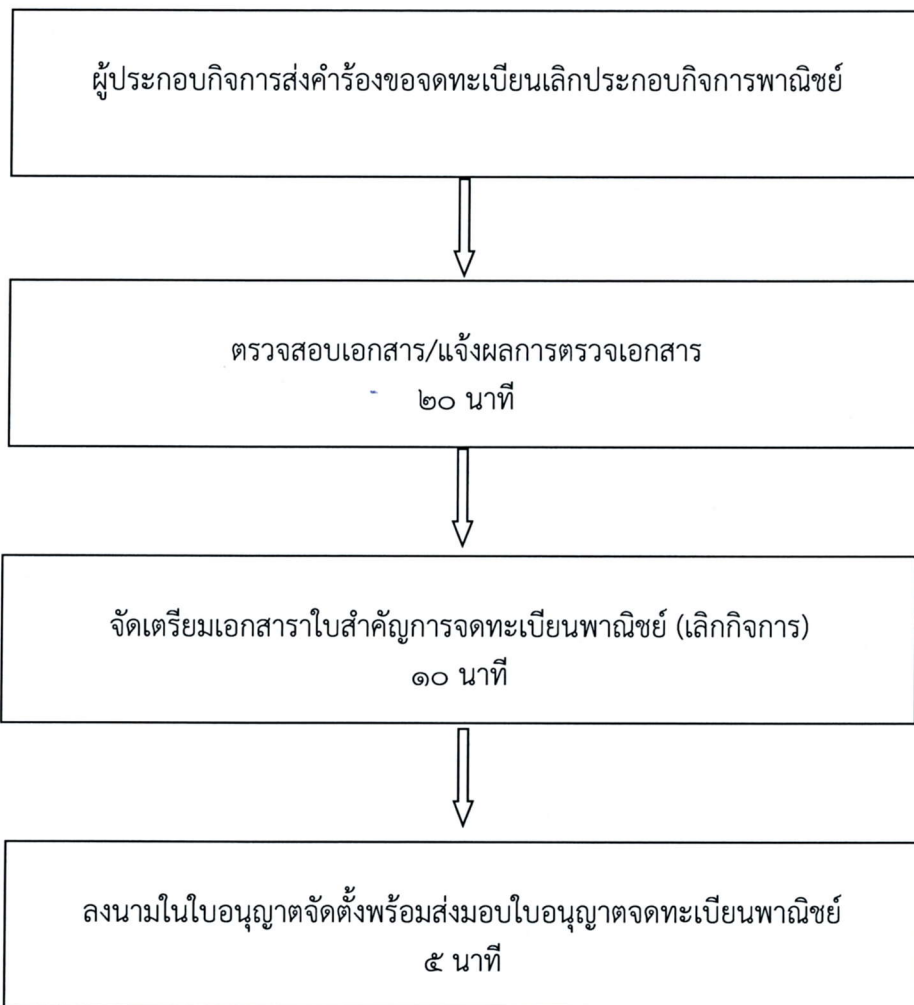 ผู้ประกอบกิจการส่งคำร้องขอจดทะเบียนเลิกประกอบกิจการพาณิชย์
ตรวจสอบเอกสาร/แจ้งผลการตรวจเอกสาร
๒๐ นาที
จัดเตรียมเอกสาราใบสำคัญการจดทะเบียนพาณิชย์ (เลิกกิจการ)
๑๐ นาที
ลงนามในใบอนุญาตจัดตั้งพร้อมส่งมอบใบอนุญาตจดทะเบียนพาณิชย์
๕ นาที